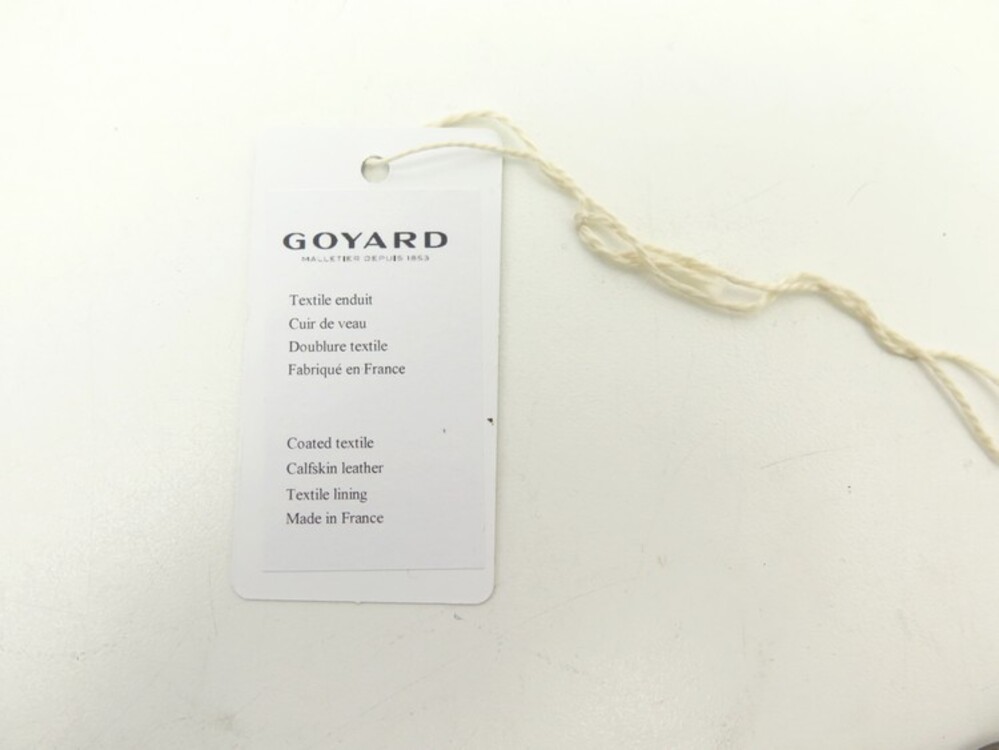 GOYARD
MALLETIER DEPUIS 1853
Textile enduit
Cuir de veau
Doublure textile
Fabriqué en France
Coated textile
Calfskin leather
Textile lining
Made in France